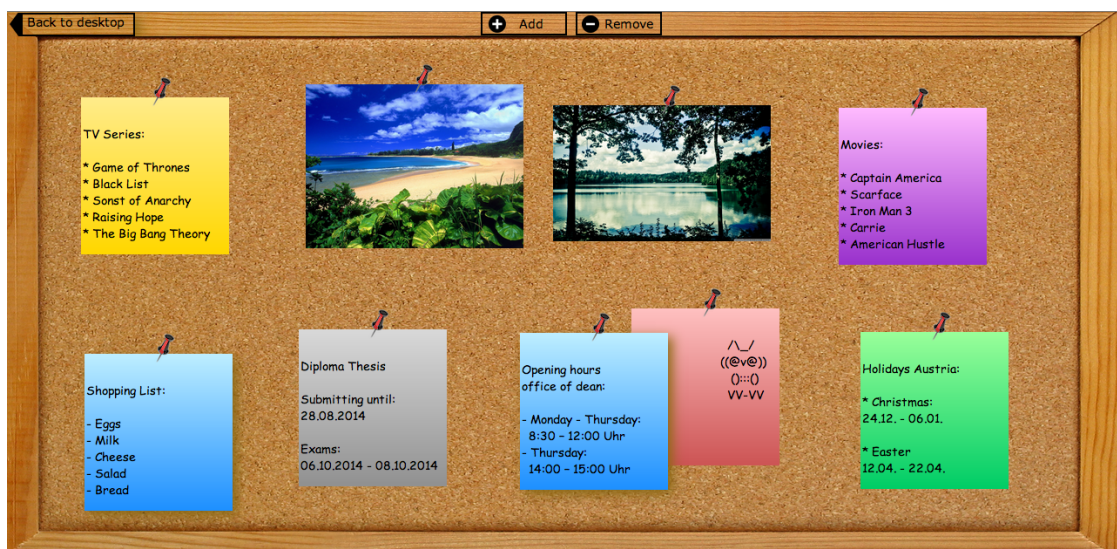 Back to desktop
Add
Remove
TV Series:
* Game of Thrones
* Black List
* Sonst of Anarchy
* Raising Hope
* The Big Bang Theory
Movies:
* Captain America
* Scarface
* Iron Man 3
* Carrie
* American Hustle
Shopping List:
- Eggs
- Milk
- Cheese
- Salad
- Bread
Diploma Thesis
Submitting until:
28.08.2014
Exams:
06.10.2014 - 08.10.2014
Opening hours
office of dean:
- Monday - Thursday:
8:30 – 12:00 Uhr
- Thursday:
14:00 – 15:00 Uhr
/\_/
((@v@))
():::()
VV-VV
Holidays Austria:
* Christmas:
24.12. - 06.01.
* Easter
12.04. - 22.04.